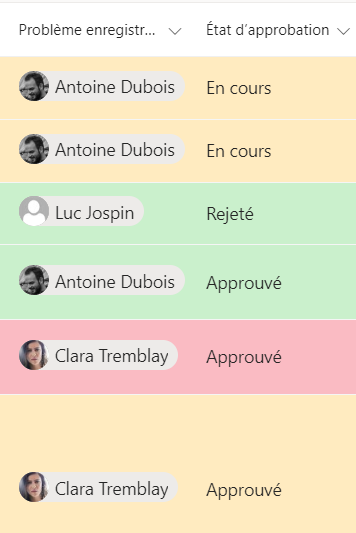 Problème enregistr... État d’approbation
Antoine Dubois En cours
Antoine Dubois En cours
Luc Jospin Rejeté
Antoine Dubois Approuvé
Clara Tremblay Approuvé
Clara Tremblay Approuvé